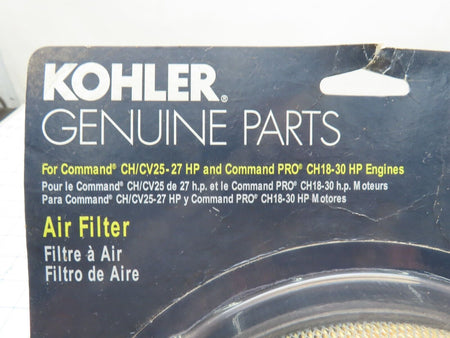 KOHLER®
GENUINE PARTS
For Command® CH/CV25-27 HP and Command PRO® CH18-30 HP Engines
Pour le Command® CH/CV25 de 27 h.p. et le Command PRO® CH18-30 h.p. Moteurs
Para Command® CH/CV25-27 HP y Command PRO® CH18-30 HP Motores
Air Filter
Filtre à Air
Filtro de Aire